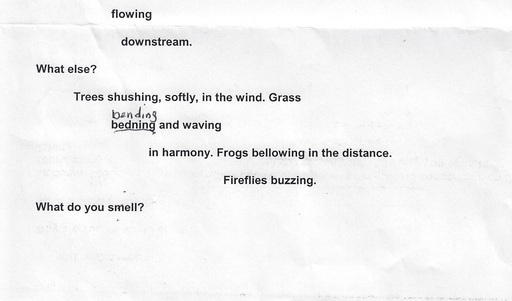 flowing
downstream.
What else?
Trees shushing, softly, in the wind. Grass
bending
bedning and waving
in harmony. Frogs bellowing in the distance.
Fireflies buzzing.
What do you smell?